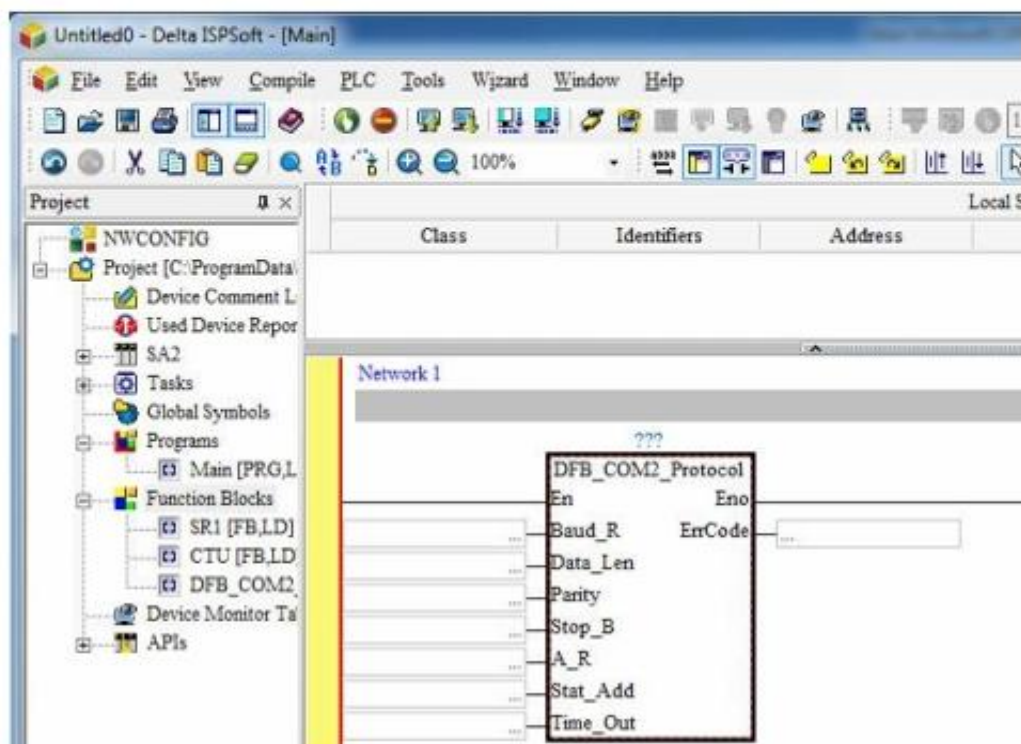 Untitled0 - Delta ISPSoft - [Main]
File Edit View Compile PLC Tools Wizard Window Help
100%
Project
Local S
Class Identifiers Address
NWCONFIG
Project [C:\ProgramData\
Device Comment L
Used Device Repor
SA2
Tasks
Global Symbols
Programs
Main [PRG,L
Function Blocks
SR1 [FB,LD]
CTU [FB,LD
DFB_COM2_
Device Monitor Ta
APIs
Network 1
???
DFB_COM2_Protocol
En Eno
Baud_R ErrCode
Data_Len
Parity
Stop_B
A_R
Stat_Add
Time_Out